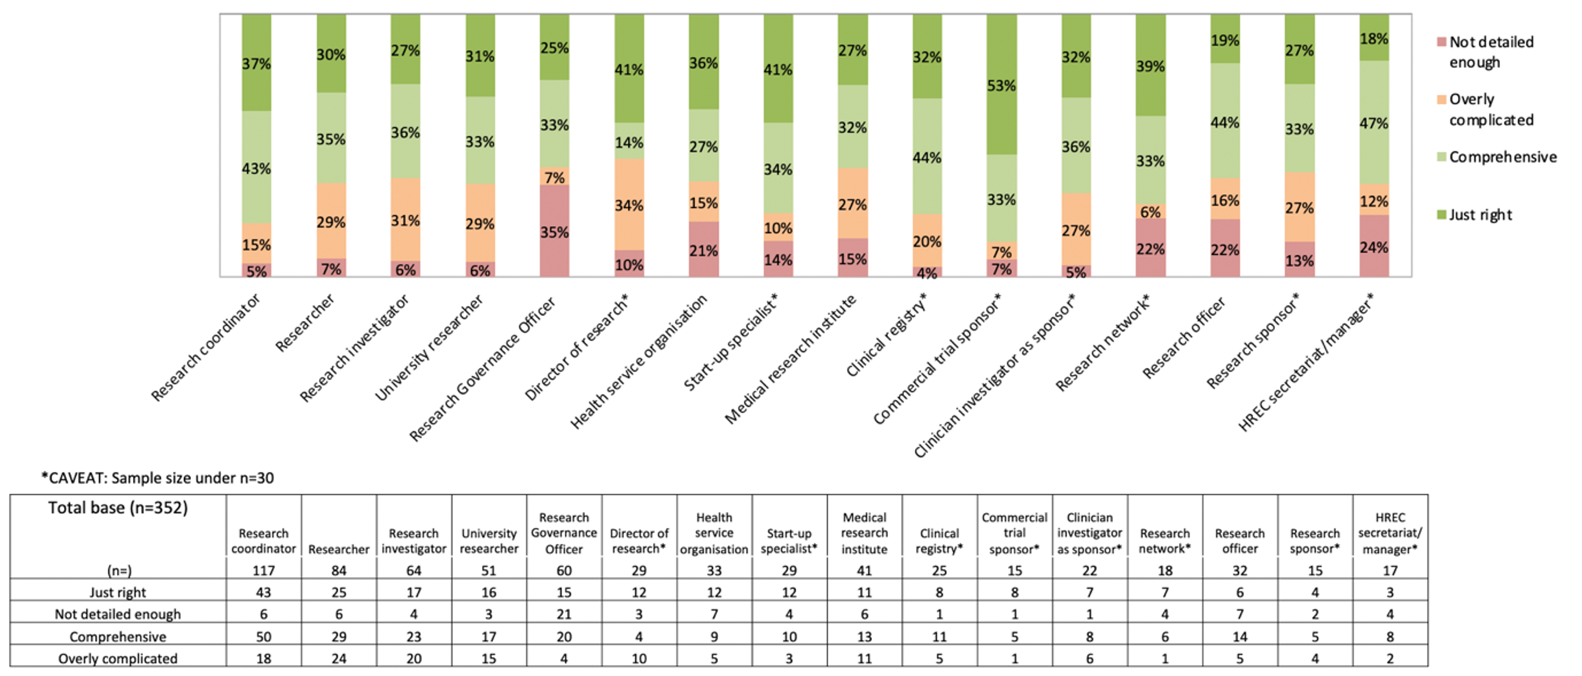 37% 30% 27% 31% 25% 41% 36% 41% 27% 32% 53% 32% 39% 19% 27% 18%
43% 35% 36% 33% 33% 14% 27% 34% 32% 44% 33% 36% 33% 44% 33% 47%
15% 29% 31% 29% 7% 34% 15% 10% 27% 20% 7% 27% 6% 16% 27% 12%
5% 7% 6% 6% 35% 10% 21% 14% 15% 4% 7% 5% 22% 22% 13% 24%
Not detailed
enough
Overly
complicated
Comprehensive
Just right
Research coordinator
Researcher
Research investigator
University researcher
Research Governance Officer
Director of research*
Health service organisation
Start-up specialist*
Medical research institute
Clinical registry*
Commercial trial sponsor*
Clinician investigator as sponsor*
Research network*
Research officer
Research sponsor*
HREC secretariat/manager*
*CAVEAT: Sample size under n=30
Total base (n=352)
Research
coordinator
Researcher
Research
investigator
University
researcher
Research
Governance
Officer
Director of
research*
Health
service
organisation
Start-up
specialist*
Medical
research
institute
Clinical
registry*
Commercial
trial
sponsor*
Clinician
investigator
as sponsor*
Research
network*
Research
officer
Research
sponsor*
HREC
secretariat/
manager*
(n=) 117 84 64 51 60 29 33 29 41 25 15 22 18 32 15 17
Just right 43 25 17 16 15 12 12 12 11 8 8 7 7 6 4 3
Not detailed enough 6 6 4 3 21 3 7 4 6 1 1 1 4 7 2 4
Comprehensive 50 29 23 17 20 4 9 10 13 11 5 8 6 14 5 8
Overly complicated 18 24 20 15 4 10 5 3 11 5 1 6 1 5 4 2